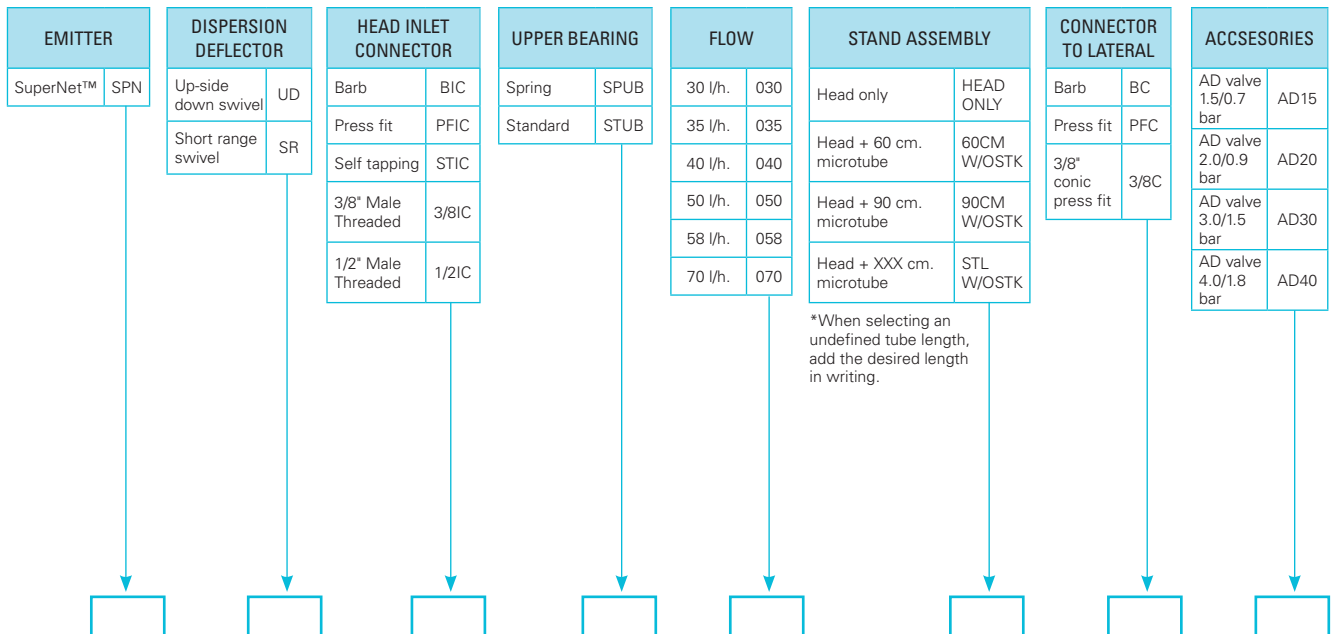 EMITTER
SuperNet™ SPN
DISPERSION
DEFLECTOR
Up-side
down swivel UD
Short range
swivel SR
HEAD INLET
CONNECTOR
Barb BIC
Press fit PFIC
Self tapping STIC
3/8" Male
Threaded 3/8IC
1/2" Male
Threaded 1/2IC
UPPER BEARING
Spring SPUB
Standard STUB
FLOW
30 l/h. 030
35 l/h. 035
40 l/h. 040
50 l/h. 050
58 l/h. 058
70 l/h. 070
STAND ASSEMBLY
Head only HEAD
ONLY
Head + 60 cm. 60CM
microtube W/OSTK
Head + 90 cm. 90CM
microtube W/OSTK
Head + XXX cm. STL
microtube W/OSTK
*When selecting an
undefined tube length,
add the desired length
in writing.
CONNECTOR
TO LATERAL
Barb BC
Press fit PFC
3/8"
conic 3/8C
press fit
ACCSESORIES
AD valve
1.5/0.7 AD15
bar
AD valve
2.0/0.9 AD20
bar
AD valve
3.0/1.5 AD30
bar
AD valve
4.0/1.8 AD40
bar